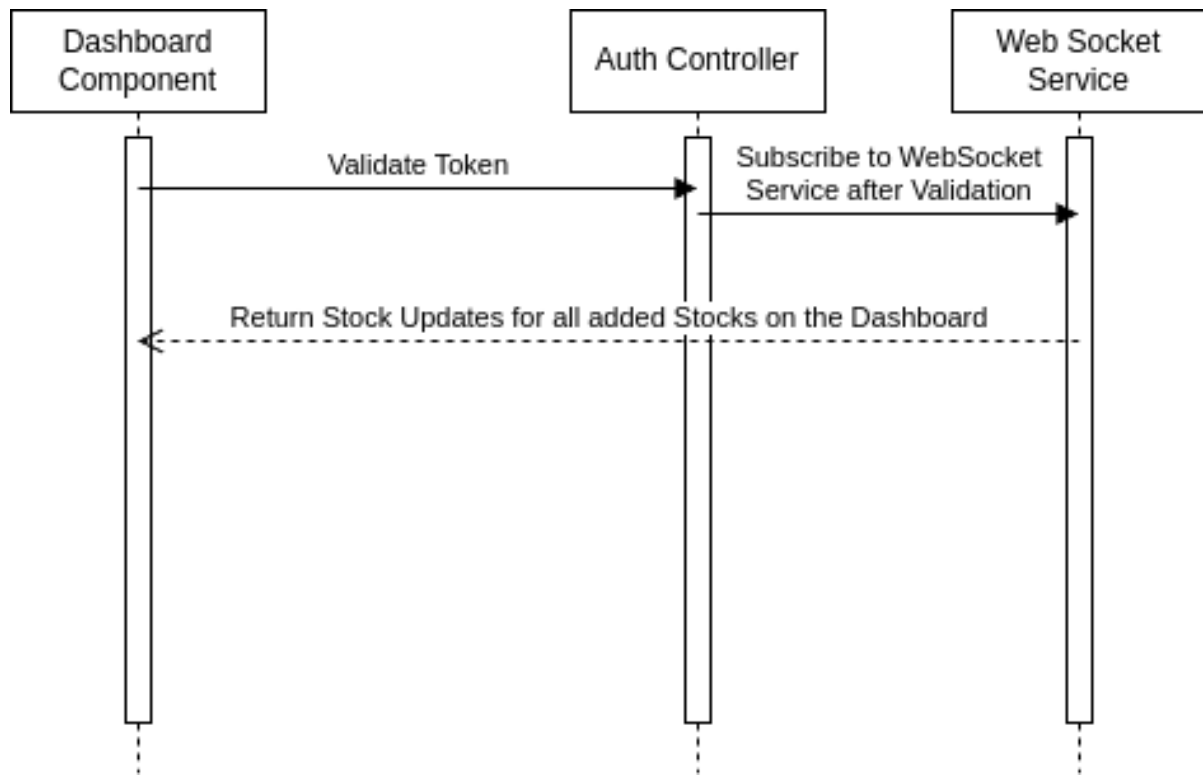 Dashboard
Component
Auth Controller
Web Socket
Service
Validate Token
Subscribe to WebSocket
Service after Validation
Return Stock Updates for all added Stocks on the Dashboard